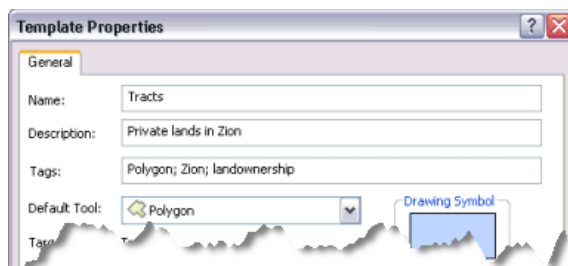 Template Properties
General
Name: Tracts
Description: Private lands in Zion
Tags: Polygon; Zion; landownership
Default Tool: Polygon
Drawing Symbol